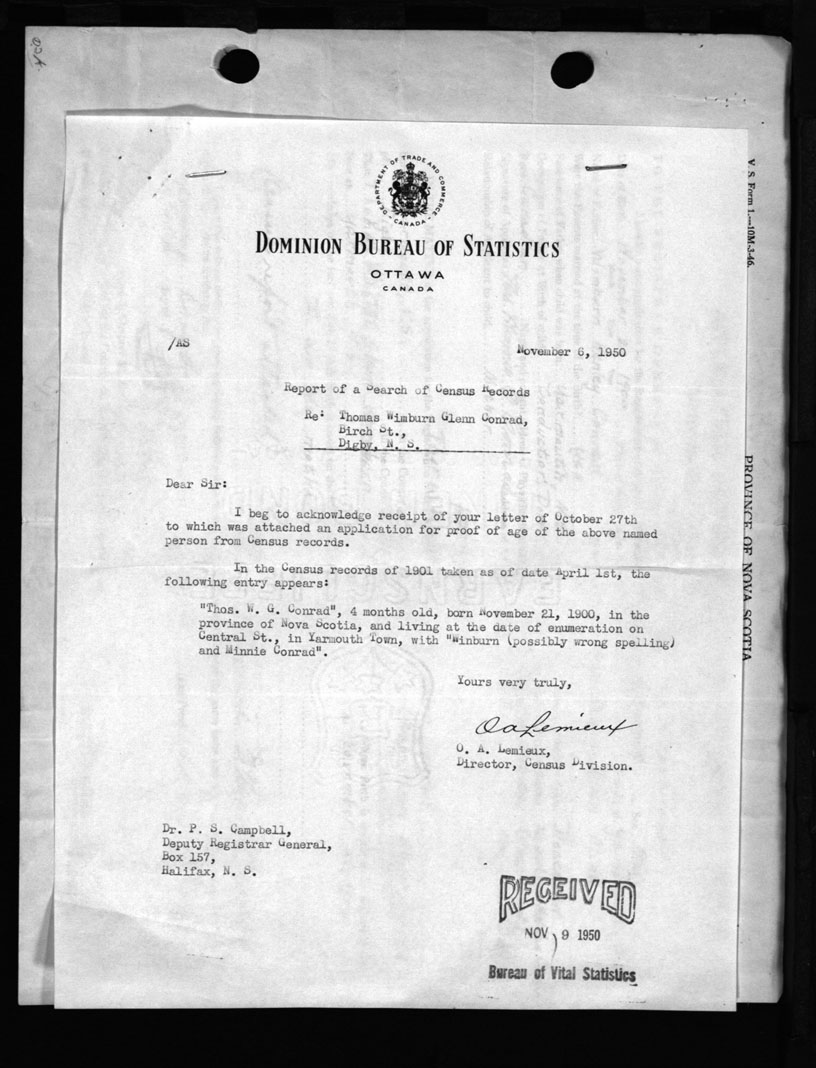 DEPARTMENT OF TRADE AND COMMERCE
CANADA
DOMINION BUREAU OF STATISTICS
OTTAWA
CANADA
/AS
November 6, 1950
Report of a Search of Census Records
Re: Thomas Wimburn Glenn Conrad,
Birch St.,
Digby, N. S.
Dear Sir:
I beg to acknowledge receipt of your letter of October 27th
to which was attached an application for proof of age of the above named
person from Census records.
In the Census records of 1901 taken as of date April 1st, the
following entry appears:
"Thos. W. G. Conrad", 4 months old, born November 21, 1900, in the
province of Nova Scotia, and living at the date of enumeration on
Central St., in Yarmouth Town, with "Winburn (possibly wrong spelling)
and Minnie Conrad".
Yours very truly,
O A Lemieux
O. A. Lemieux,
Director, Census Division.
Dr. P. S. Campbell,
Deputy Registrar General,
Box 157,
Halifax, N. S.
RECEIVED
NOV 9 1950
Bureau of Vital Statistics
V. S. Form 1.—10M-3-46.
PROVINCE OF NOVA SCOTIA